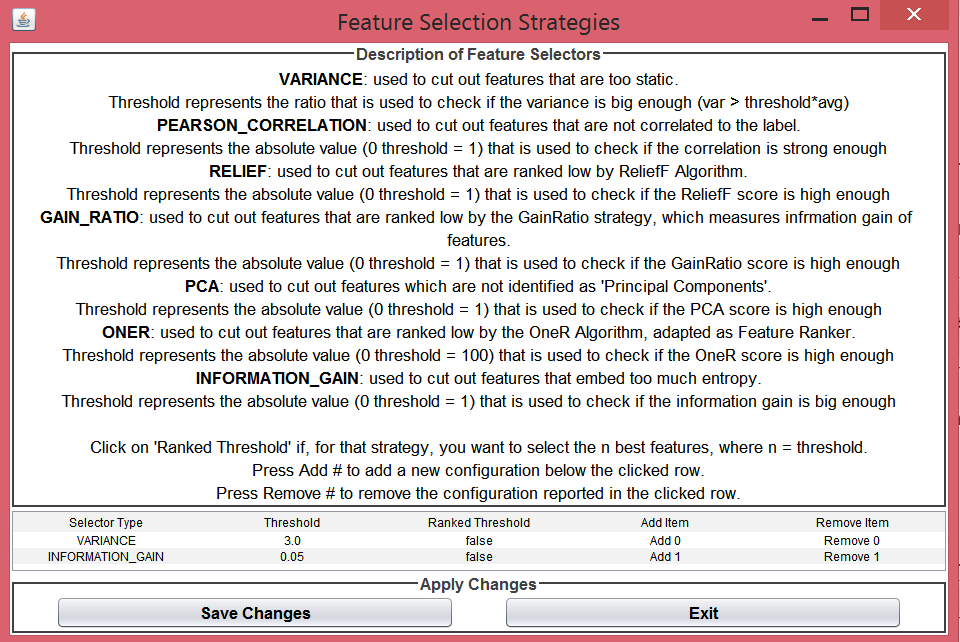 Feature Selection Strategies
Description of Feature Selectors
VARIANCE: used to cut out features that are too static.
Threshold represents the ratio that is used to check if the variance is big enough (var > threshold*avg)
PEARSON_CORRELATION: used to cut out features that are not correlated to the label.
Threshold represents the absolute value (0 threshold = 1) that is used to check if the correlation is strong enough
RELIEF: used to cut out features that are ranked low by ReliefF Algorithm.
Threshold represents the absolute value (0 threshold = 1) that is used to check if the ReliefF score is high enough
GAIN_RATIO: used to cut out features that are ranked low by the GainRatio strategy, which measures infrmation gain of
features.
Threshold represents the absolute value (0 threshold = 1) that is used to check if the GainRatio score is high enough
PCA: used to cut out features which are not identified as 'Principal Components'.
Threshold represents the absolute value (0 threshold = 1) that is used to check if the PCA score is high enough
ONER: used to cut out features that are ranked low by the OneR Algorithm, adapted as Feature Ranker.
Threshold represents the absolute value (0 threshold = 100) that is used to check if the OneR score is high enough
INFORMATION_GAIN: used to cut out features that embed too much entropy.
Threshold represents the absolute value (0 threshold = 1) that is used to check if the information gain is big enough
Click on 'Ranked Threshold' if, for that strategy, you want to select the n best features, where n = threshold.
Press Add # to add a new configuration below the clicked row.
Press Remove # to remove the configuration reported in the clicked row.
Selector Type Threshold Ranked Threshold Add Item Remove Item
VARIANCE 3.0 false Add 0 Remove 0
INFORMATION_GAIN 0.05 false Add 1 Remove 1
Apply Changes
Save Changes Exit